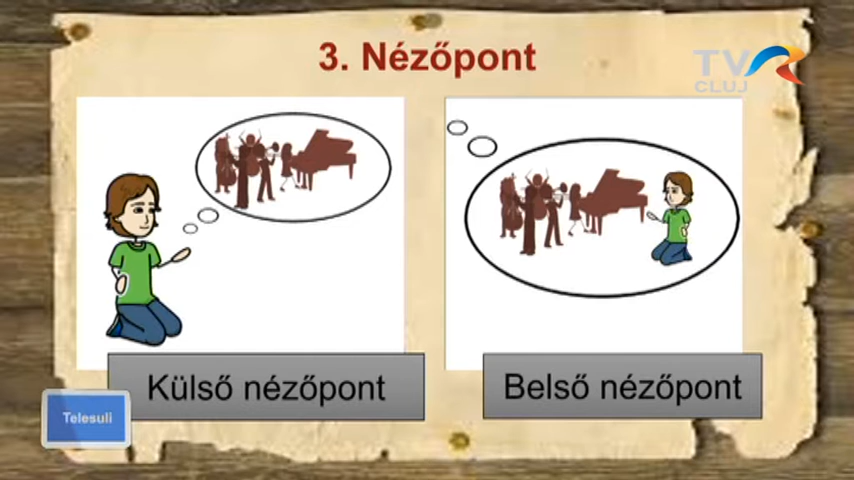 3. Nézőpont
TVR
CLUJ
Külső nézőpont
Belső nézőpont
Telesuli